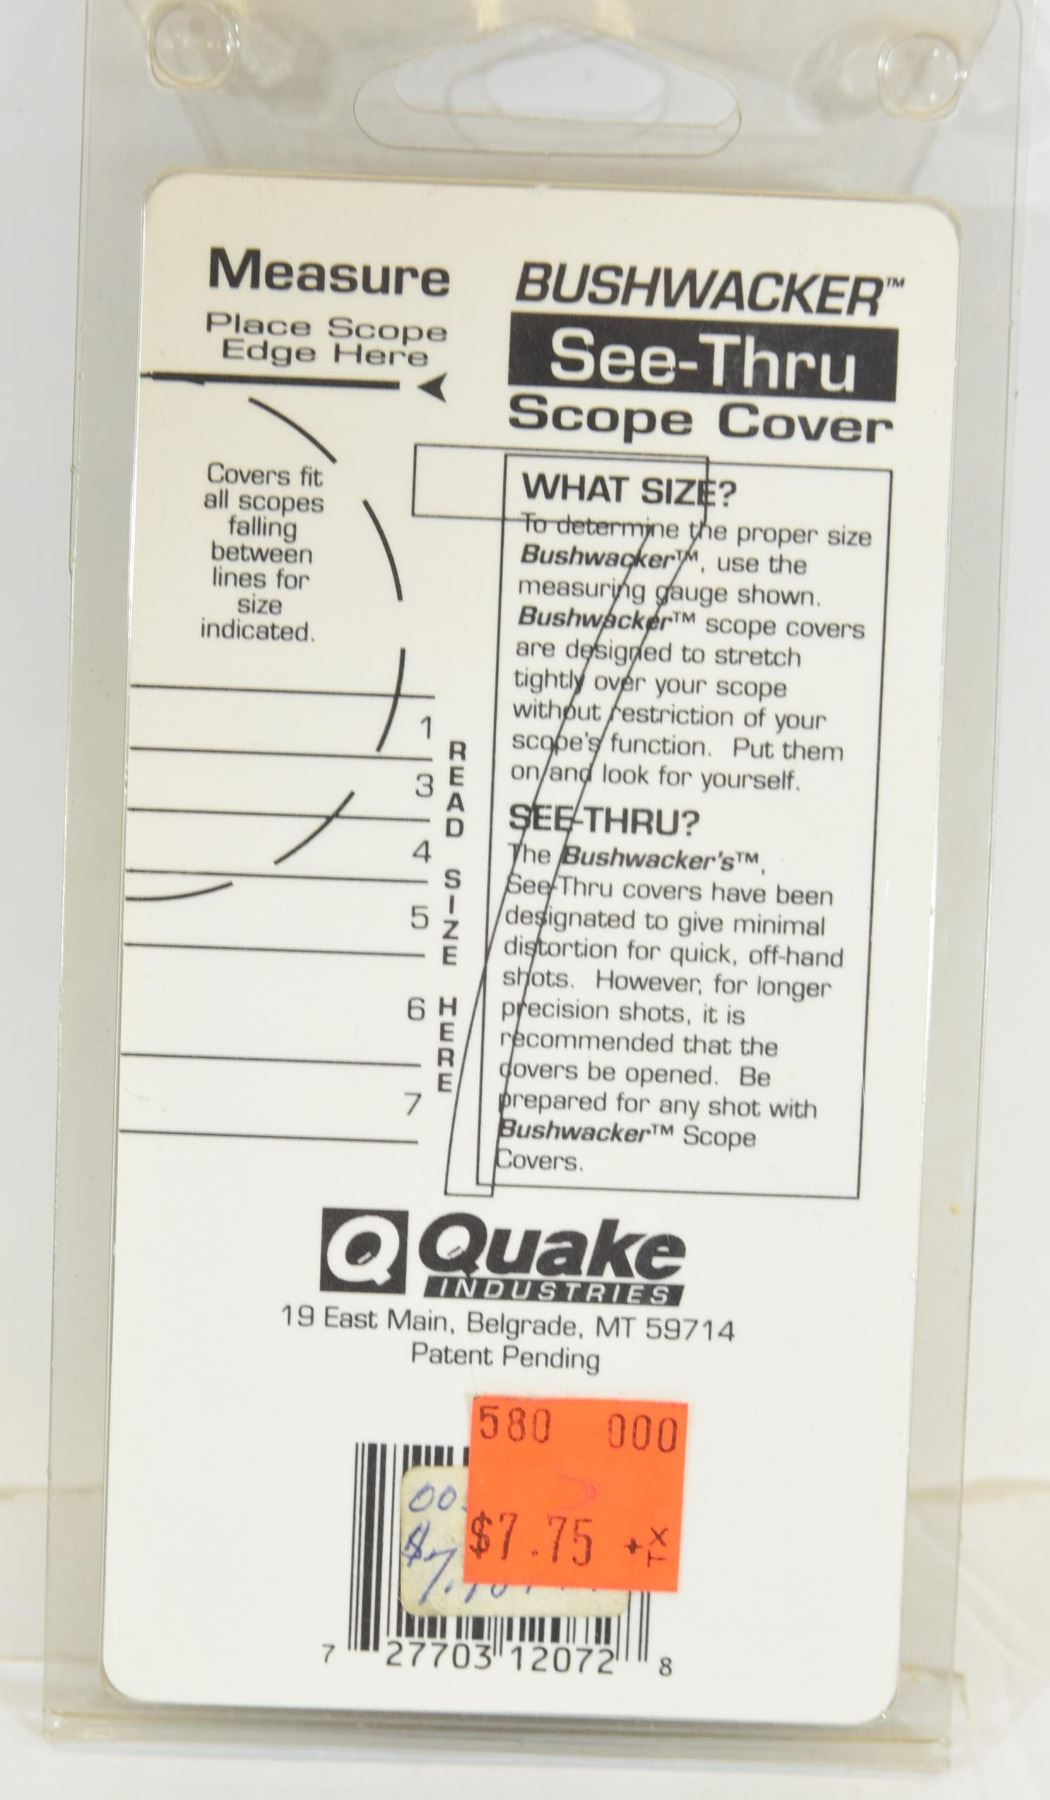 Measure
Place Scope
Edge Here
Covers fit
all scopes
falling
between
lines for
size
indicated.
1
3
4
5
6
7
READ SIZE HERE
BUSHWACKER™
See-Thru
Scope Cover
WHAT SIZE?
To determine the proper size
Bushwacker™, use the
measuring gauge shown.
Bushwacker™ scope covers
are designed to stretch
tightly over your scope
without restriction of your
scope's function. Put them
on and look for yourself.
SEE-THRU?
The Bushwacker's™,
See-Thru covers have been
designated to give minimal
distortion for quick, off-hand
shots. However, for longer
precision shots, it is
recommended that the
covers be opened. Be
prepared for any shot with
Bushwacker™ Scope
Covers.
Q Quake
INDUSTRIES
19 East Main, Belgrade, MT 59714
Patent Pending
580 000
$7.75 +TX
7 27703 12072 8